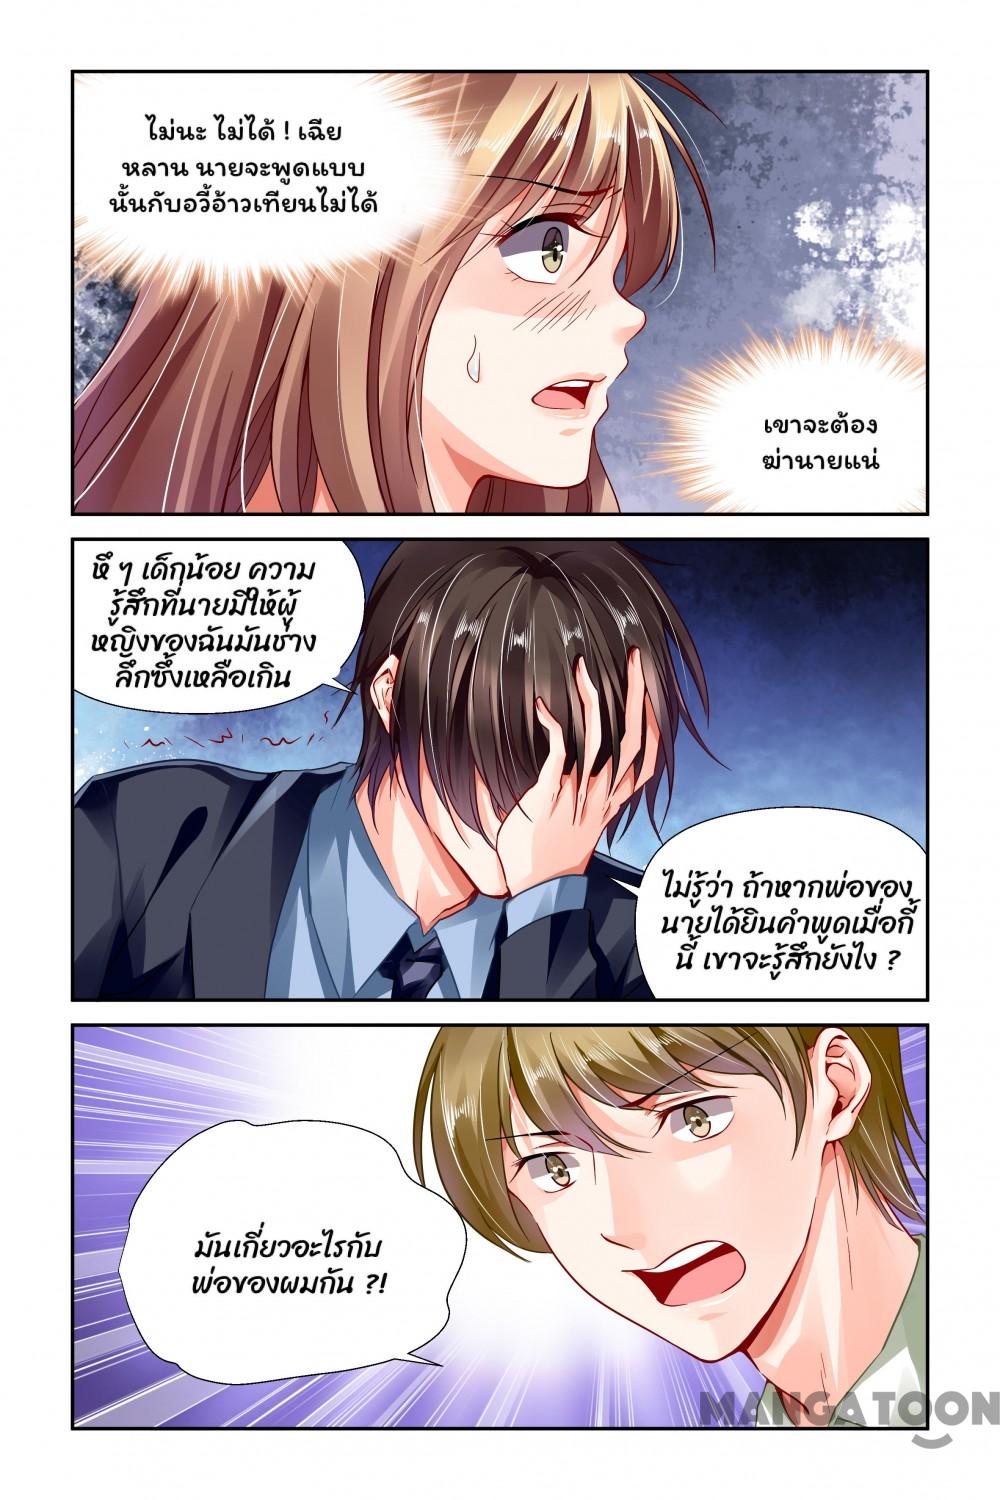 ไม่นะ ไม่ได้ ! เฉีย
หลาน นายจะพูดแบบ
นั้นกับอวี้อ้าวเทียนไม่ได้
เขาจะต้อง
ฆ่านายแน่
หึ ๆ เด็กน้อย ความ
รู้สึกที่นายมีให้ผู้
หญิงของฉันมันช่าง
ลึกซึ้งเหลือเกิน
ไม่รู้ว่า ถ้าหากพ่อของ
นายได้ยินคำพูดเมื่อกี้
นี้ เขาจะรู้สึกยังไง ?
มันเกี่ยวอะไรกับ
พ่อของผมกัน ?!
MANGATOON